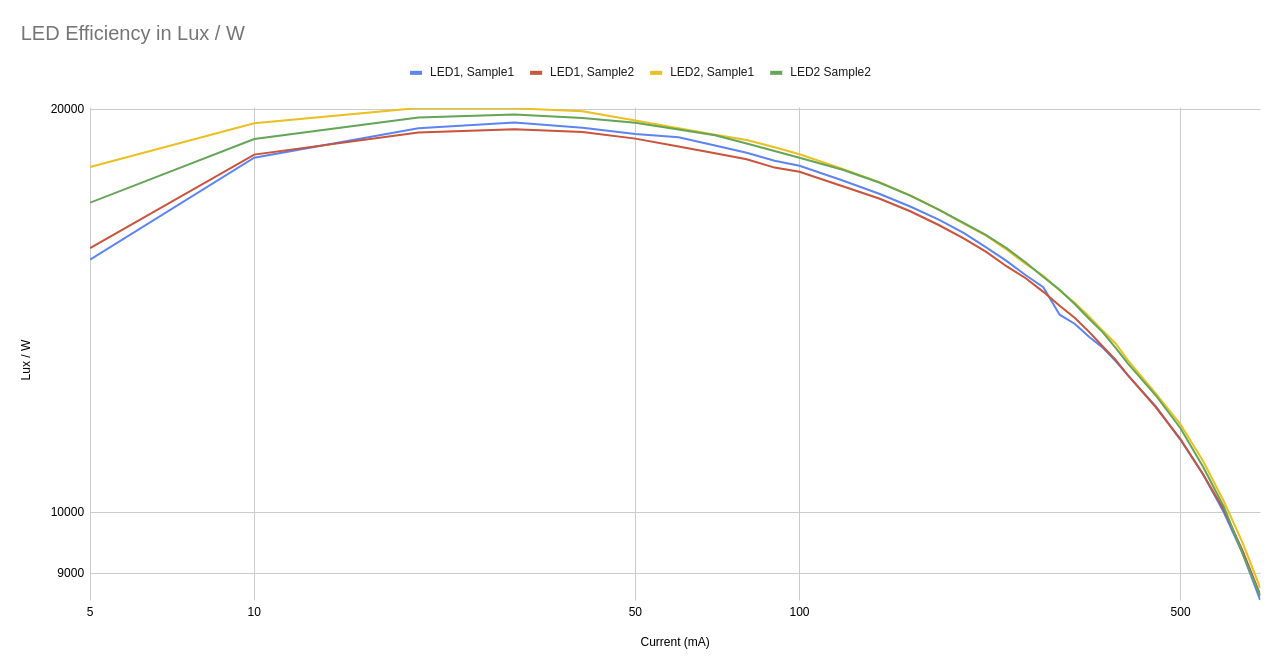 LED Efficiency in Lux / W
LED1, Sample1 LED1, Sample2 LED2, Sample1 LED2 Sample2
20000
10000
9000
Lux / W
5 10 50 100 500
Current (mA)